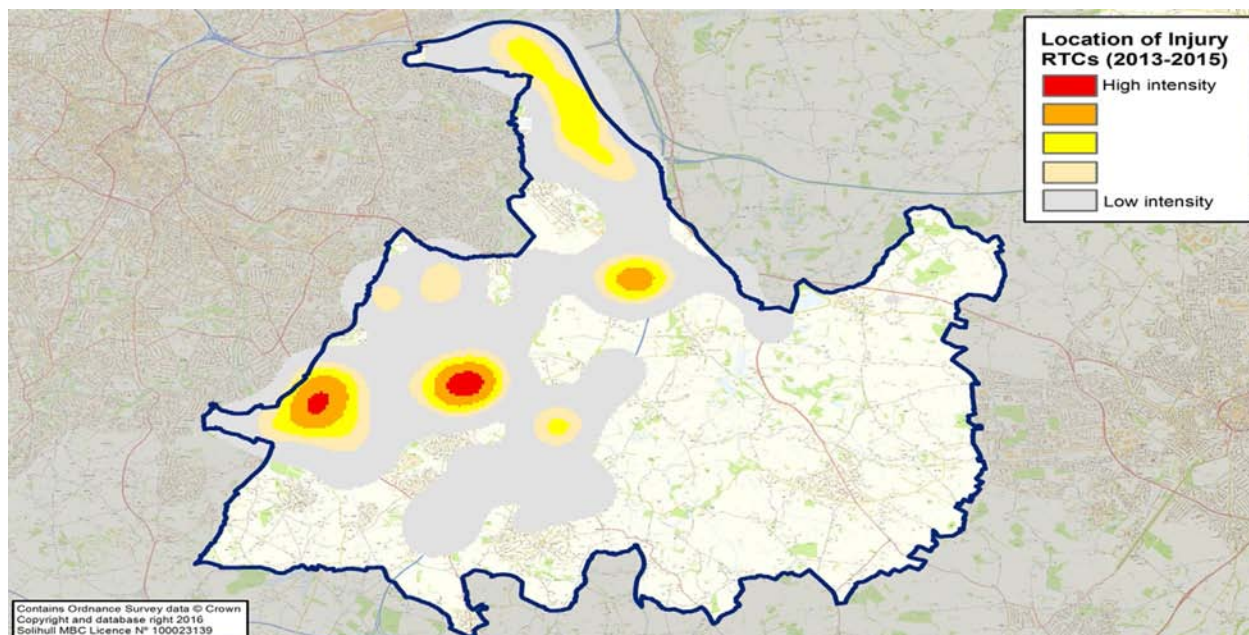 Location of Injury
RTCs (2013-2015)
High intensity
Low intensity
Contains Ordnance Survey data © Crown
Copyright and database right 2016
Solihull MBC Licence Nº 100023139